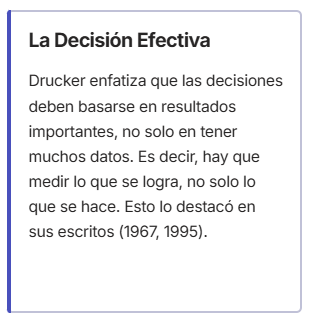 La Decisión Efectiva
Drucker enfatiza que las decisiones
deben basarse en resultados
importantes, no solo en tener
muchos datos. Es decir, hay que
medir lo que se logra, no solo lo
que se hace. Esto lo destacó en
sus escritos (1967, 1995).